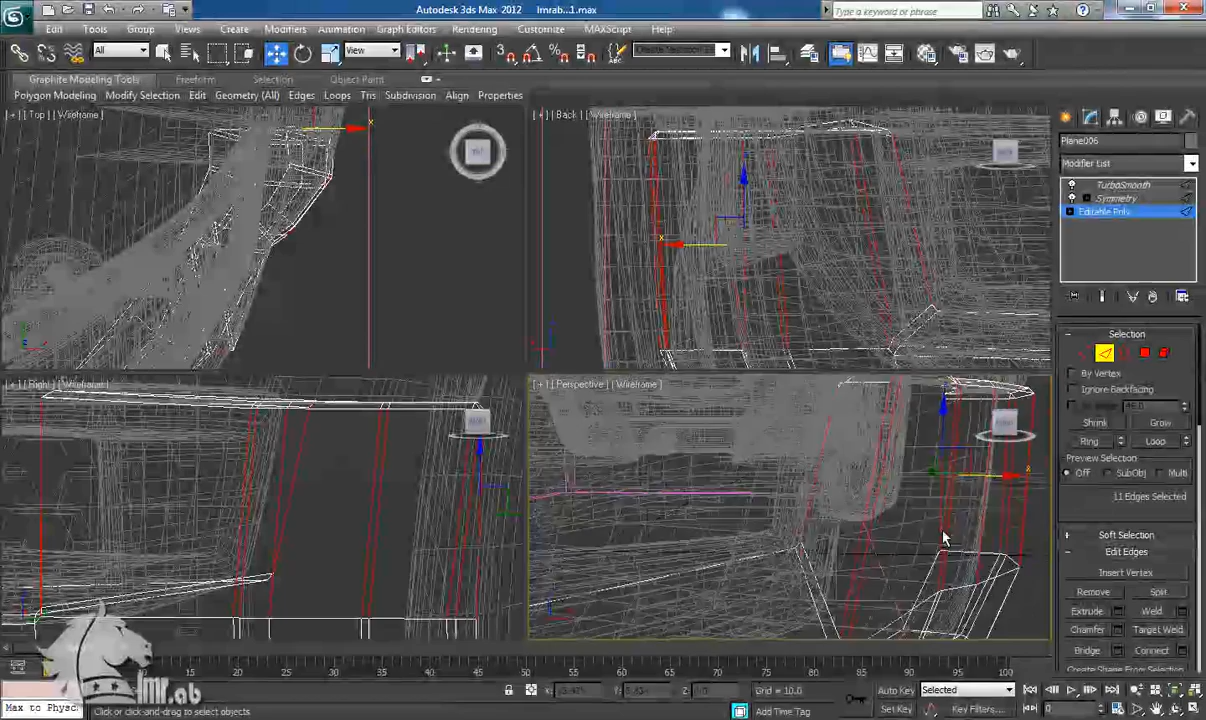 Autodesk 3ds Max 2012 lmrab...1.max
Type a keyword or phrase
Edit Tools Group Views Create Modifiers Animation Graph Editors Rendering Customize MAXScript Help
All View
Graphite Modeling Tools Freeform Selection Object Paint
Polygon Modeling Modify Selection Edit Geometry (All) Edges Loops Tris Subdivision Align Properties
[ + ] [ Top ] [ Wireframe ]
[ + ] [ Back ] [ Wireframe ]
Plane006
Modifier List
TurboSmooth
Symmetry
Editable Poly
Selection
By Vertex
Ignore Backfacing
Shrink Grow
Ring Loop
Preview Selection
Off SubObj Multi
11 Edges Selected
Soft Selection
Edit Edges
Insert Vertex
Remove Split
Extrude Weld
Chamfer Target Weld
Bridge Connect
Create Shape From Selection
[ + ] [ Right ] [ Wireframe ]
[ + ] [ Perspective ] [ Wireframe ]
15 20 25 30 35 40 45 50 55 60 65 70 75 80 85 90 95 100
lMR.ab
X: Y: Z: Grid = 10.0
Auto Key Selected
Set Key Key Filters...
Max to Physc
Click or click-and-drag to select objects
Add Time Tag
0